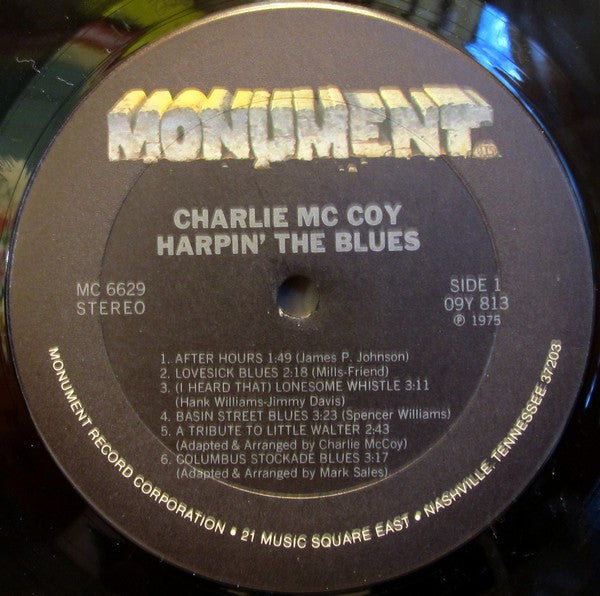 MONUMENT
CHARLIE MC COY
HARPIN' THE BLUES
MC 6629
STEREO
SIDE 1
09Y 813
℗ 1975
1. AFTER HOURS 1:49 (James P. Johnson)
2. LOVESICK BLUES 2:18 (Mills-Friend)
3. (I HEARD THAT) LONESOME WHISTLE 3:11
(Hank Williams-Jimmy Davis)
4. BASIN STREET BLUES 3:23 (Spencer Williams)
5. A TRIBUTE TO LITTLE WALTER 2:43
(Adapted & Arranged by Charlie McCoy)
6. COLUMBUS STOCKADE BLUES 3:17
(Adapted & Arranged by Mark Sales)
MONUMENT RECORD CORPORATION • 21 MUSIC SQUARE EAST • NASHVILLE, TENNESSEE 37203